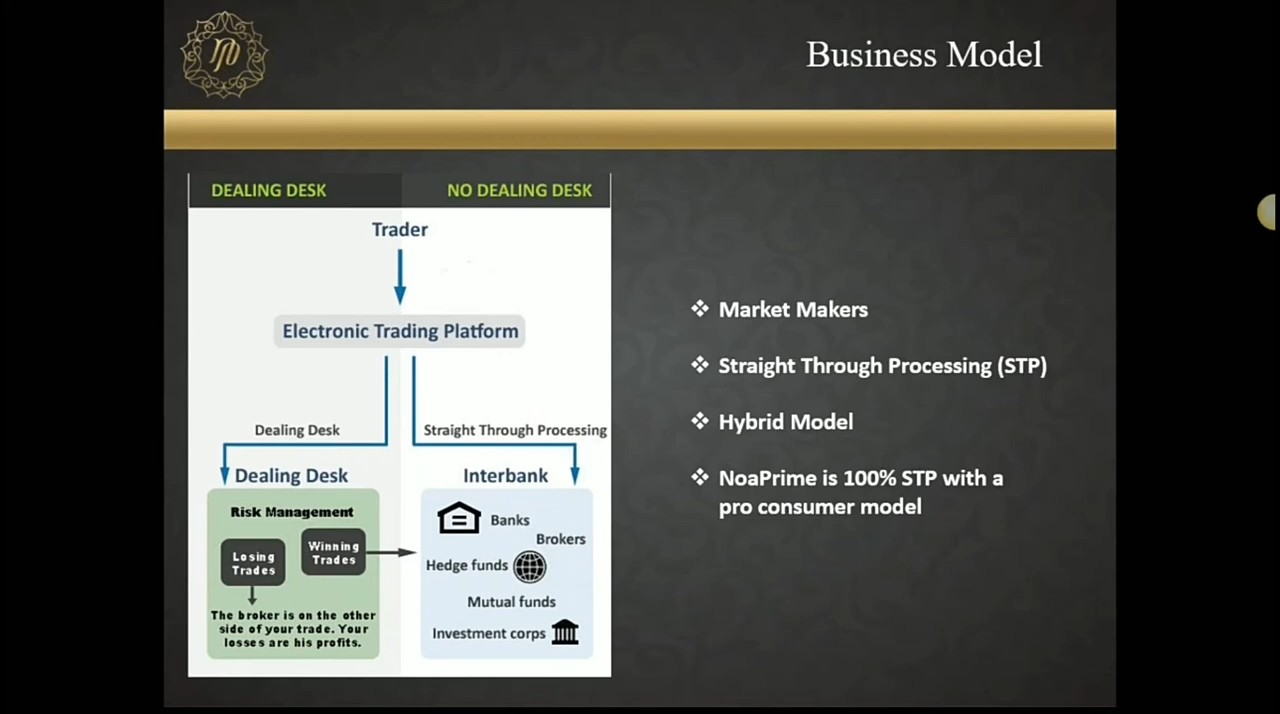 Business Model
DEALING DESK
NO DEALING DESK
Trader
Electronic Trading Platform
Dealing Desk
Straight Through Processing
Dealing Desk
Interbank
Risk Management
Losing
Trades
Winning
Trades
The broker is on the other
side of your trade. Your
losses are his profits.
Banks
Brokers
Hedge funds
Mutual funds
Investment corps
❖ Market Makers
❖ Straight Through Processing (STP)
❖ Hybrid Model
❖ NoaPrime is 100% STP with a
pro consumer model